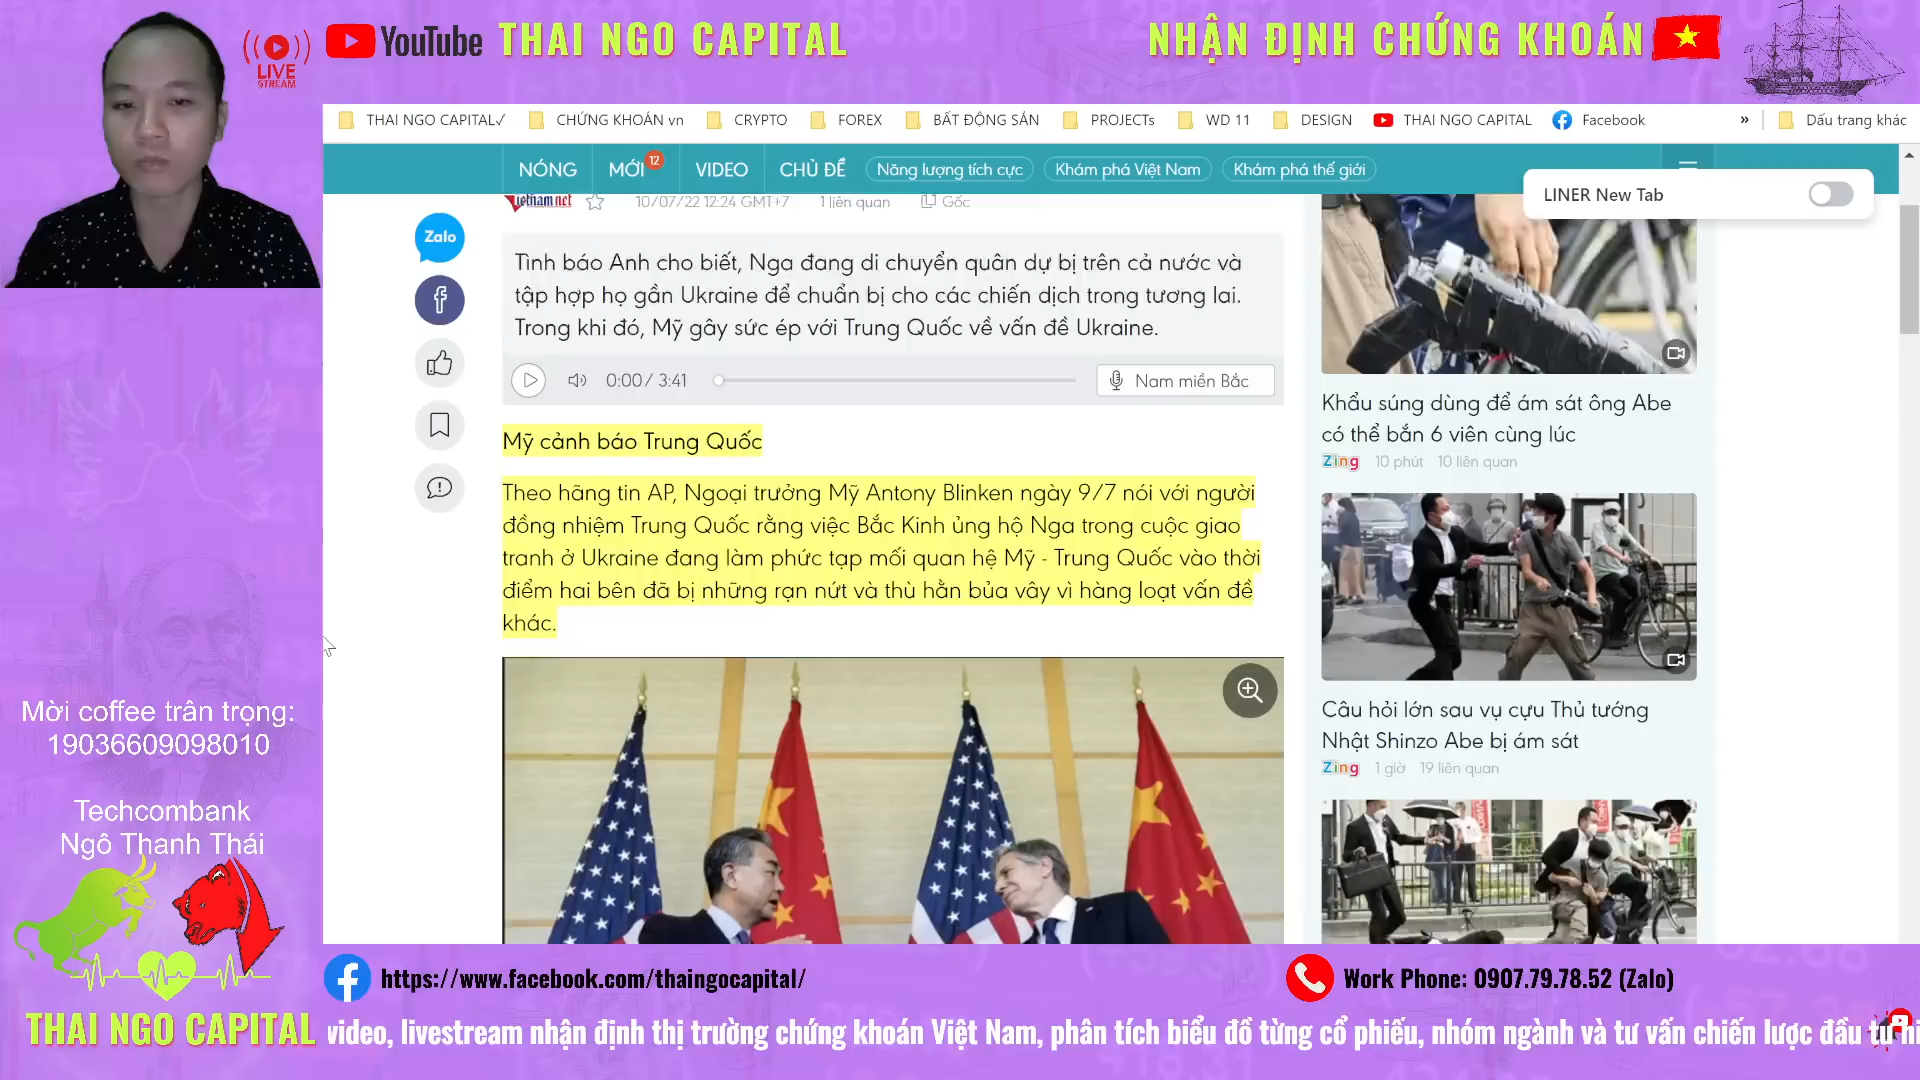 LIVE
STREAM
YouTube
THAI NGO CAPITAL
NHẬN ĐỊNH CHỨNG KHOÁN
THAI NGO CAPITAL✓
CHỨNG KHOÁN vn
CRYPTO
FOREX
BẤT ĐỘNG SẢN
PROJECTs
WD 11
DESIGN
THAI NGO CAPITAL
Facebook
»
Dấu trang khác
NÓNG
MỚI
12
VIDEO
CHỦ ĐỀ
Năng lượng tích cực
Khám phá Việt Nam
Khám phá thế giới
LINER New Tab
Vietnamnet
10/07/22 12:24 GMT+7
1 liên quan
Gốc
Zalo
Tình báo Anh cho biết, Nga đang di chuyển quân dự bị trên cả nước và
tập hợp họ gần Ukraine để chuẩn bị cho các chiến dịch trong tương lai.
Trong khi đó, Mỹ gây sức ép với Trung Quốc về vấn đề Ukraine.
0:00 / 3:41
Nam miền Bắc
Mỹ cảnh báo Trung Quốc
Theo hãng tin AP, Ngoại trưởng Mỹ Antony Blinken ngày 9/7 nói với người
đồng nhiệm Trung Quốc rằng việc Bắc Kinh ủng hộ Nga trong cuộc giao
tranh ở Ukraine đang làm phức tạp mối quan hệ Mỹ - Trung Quốc vào thời
điểm hai bên đã bị những rạn nứt và thù hằn bủa vây vì hàng loạt vấn đề
khác.
Khẩu súng dùng để ám sát ông Abe
có thể bắn 6 viên cùng lúc
Zing
10 phút
10 liên quan
Câu hỏi lớn sau vụ cựu Thủ tướng
Nhật Shinzo Abe bị ám sát
Zing
1 giờ
19 liên quan
Mời coffee trân trọng:
19036609098010
Techcombank
Ngô Thanh Thái
THAI NGO CAPITAL
https://www.facebook.com/thaingocapital/
Work Phone: 0907.79.78.52 (Zalo)
video, livestream nhận định thị trường chứng khoán Việt Nam, phân tích biểu đồ từng cổ phiếu, nhóm ngành và tư vấn chiến lược đầu tư